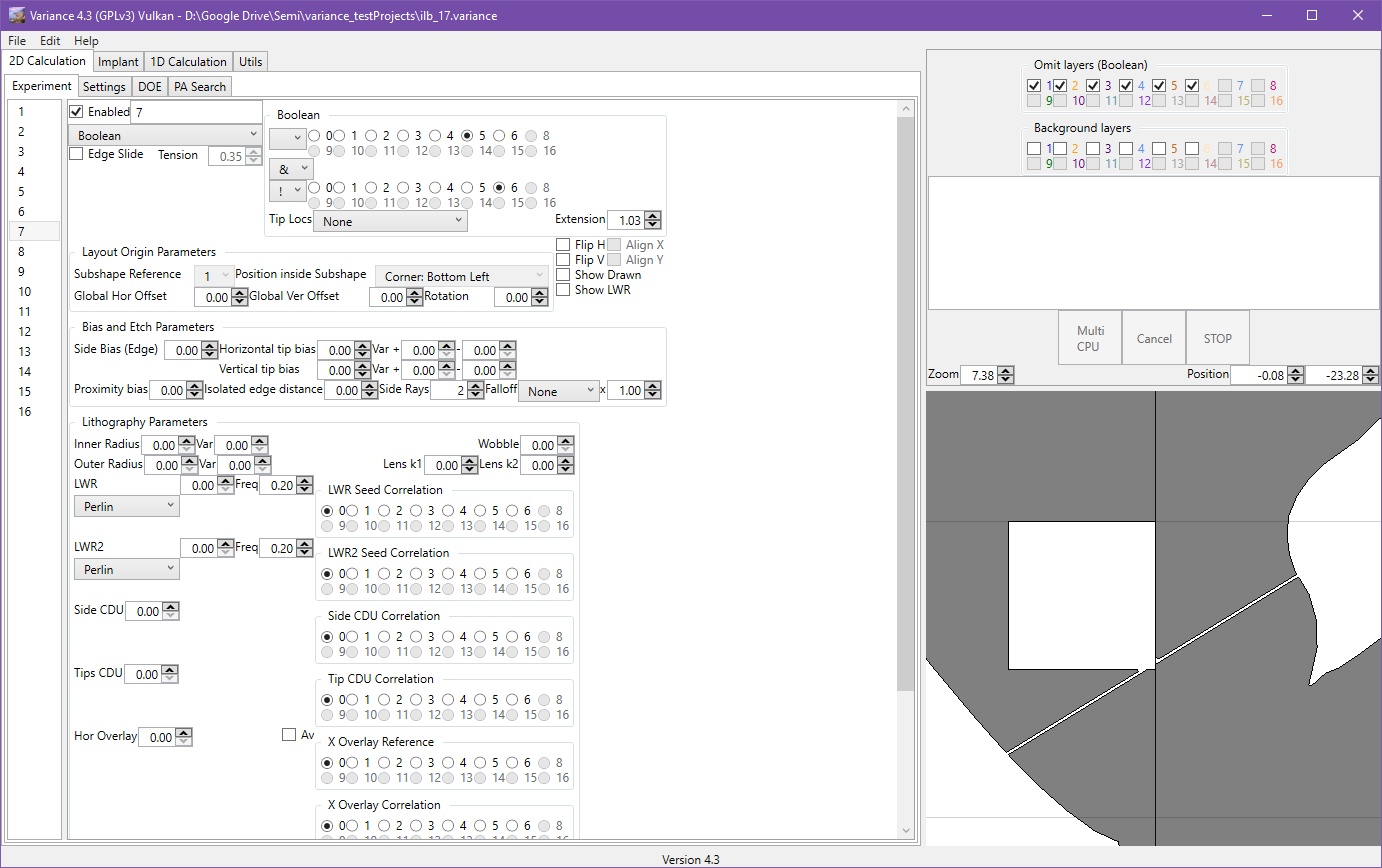 Variance 4.3 (GPLv3) Vulkan - D:\Google Drive\Semi\variance_testProjects\ilb_17.variance
File Edit Help
2D Calculation Implant 1D Calculation Utils
Experiment Settings DOE PA Search
1
2
3
4
5
6
7
8
9
10
11
12
13
14
15
16
Enabled 7
Boolean
Edge Slide Tension 0.35
Boolean
0 1 2 3 4 5 6 8
9 10 11 12 13 14 15 16
&
! 0 1 2 3 4 5 6 8
9 10 11 12 13 14 15 16
Tip Locs None Extension 1.03
Layout Origin Parameters
Subshape Reference 1 Position inside Subshape Corner: Bottom Left
Global Hor Offset 0.00 Global Ver Offset 0.00 Rotation 0.00
Flip H Align X
Flip V Align Y
Show Drawn
Show LWR
Bias and Etch Parameters
Side Bias (Edge) 0.00 Horizontal tip bias 0.00 Var + 0.00 - 0.00
Vertical tip bias 0.00 Var + 0.00 - 0.00
Proximity bias 0.00 Isolated edge distance 0.00 Side Rays 2 Falloff None x 1.00
Lithography Parameters
Inner Radius 0.00 Var 0.00 Wobble 0.00
Outer Radius 0.00 Var 0.00 Lens k1 0.00 Lens k2 0.00
LWR 0.00 Freq 0.20
Perlin
LWR Seed Correlation
0 1 2 3 4 5 6 8
9 10 11 12 13 14 15 16
LWR2 0.00 Freq 0.20
Perlin
LWR2 Seed Correlation
0 1 2 3 4 5 6 8
9 10 11 12 13 14 15 16
Side CDU 0.00
Side CDU Correlation
0 1 2 3 4 5 6 8
9 10 11 12 13 14 15 16
Tips CDU 0.00
Tip CDU Correlation
0 1 2 3 4 5 6 8
9 10 11 12 13 14 15 16
Hor Overlay 0.00 Av
X Overlay Reference
0 1 2 3 4 5 6 8
9 10 11 12 13 14 15 16
X Overlay Correlation
0 1 2 3 4 5 6 8
9 10 11 12 13 14 15 16
Omit layers (Boolean)
1 2 3 4 5 6 7 8
9 10 11 12 13 14 15 16
Background layers
1 2 3 4 5 6 7 8
9 10 11 12 13 14 15 16
Multi CPU Cancel STOP
Zoom 7.38 Position -0.08 -23.28
Version 4.3